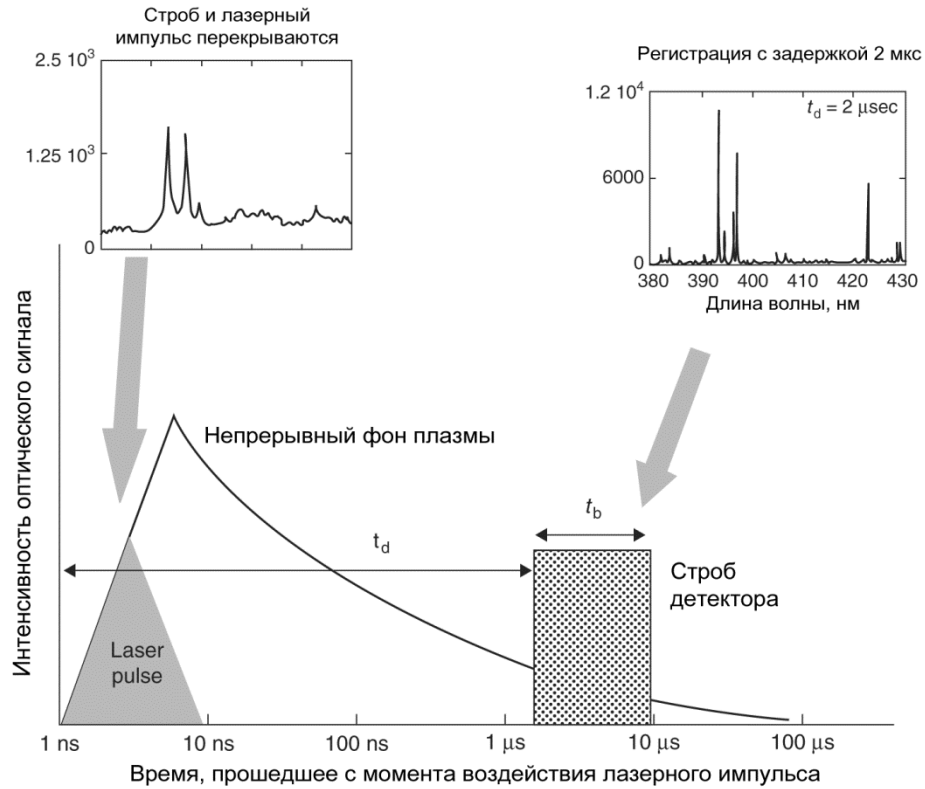 Строб и лазерный
импульс перекрываются
2.5 10³
1.25 10³
0
Регистрация с задержкой 2 мкс
1.2 10⁴
t_d = 2 μsec
6000
0
380 390 400 410 420 430
Длина волны, нм
Интенсивность оптического сигнала
Непрерывный фон плазмы
t_d
t_b
Строб
детектора
Laser
pulse
1 ns 10 ns 100 ns 1 μs 10 μs 100 μs
Время, прошедшее с момента воздействия лазерного импульса